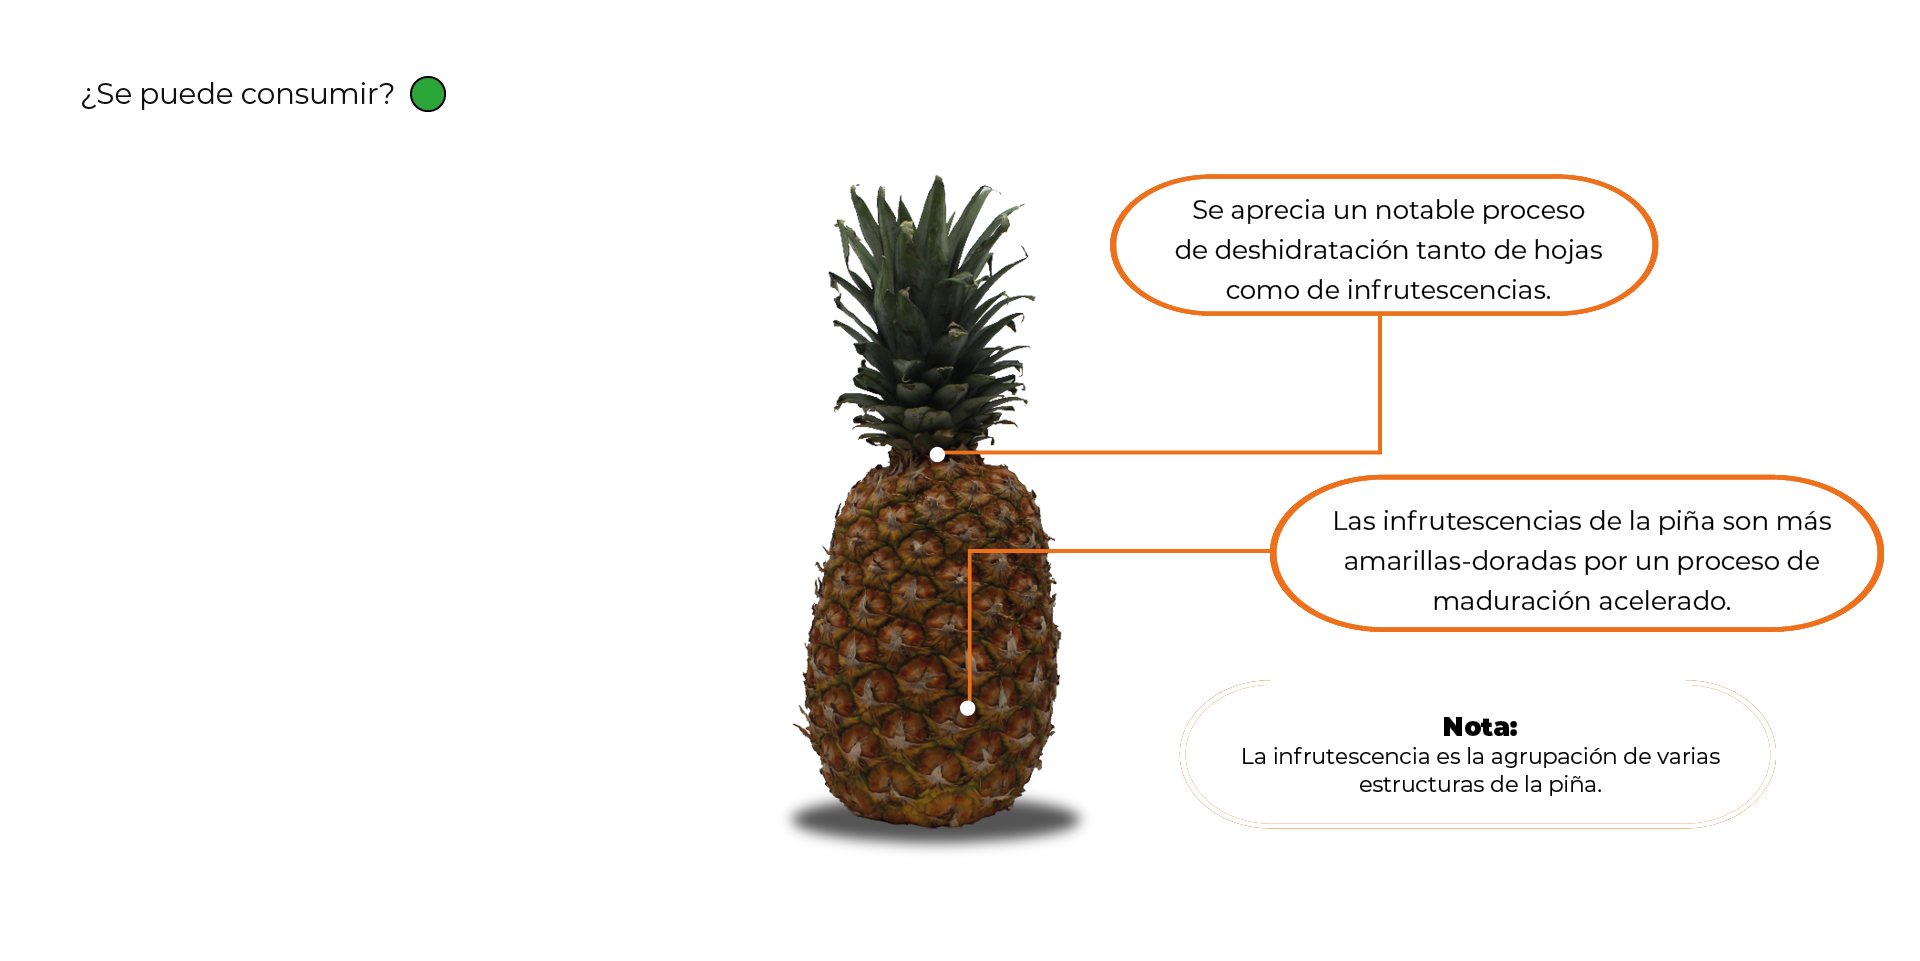 ¿Se puede consumir?
Se aprecia un notable proceso
de deshidratación tanto de hojas
como de infrutescencias.
Las infrutescencias de la piña son más
amarillas-doradas por un proceso de
maduración acelerado.
Nota:
La infrutescencia es la agrupación de varias
estructuras de la piña.